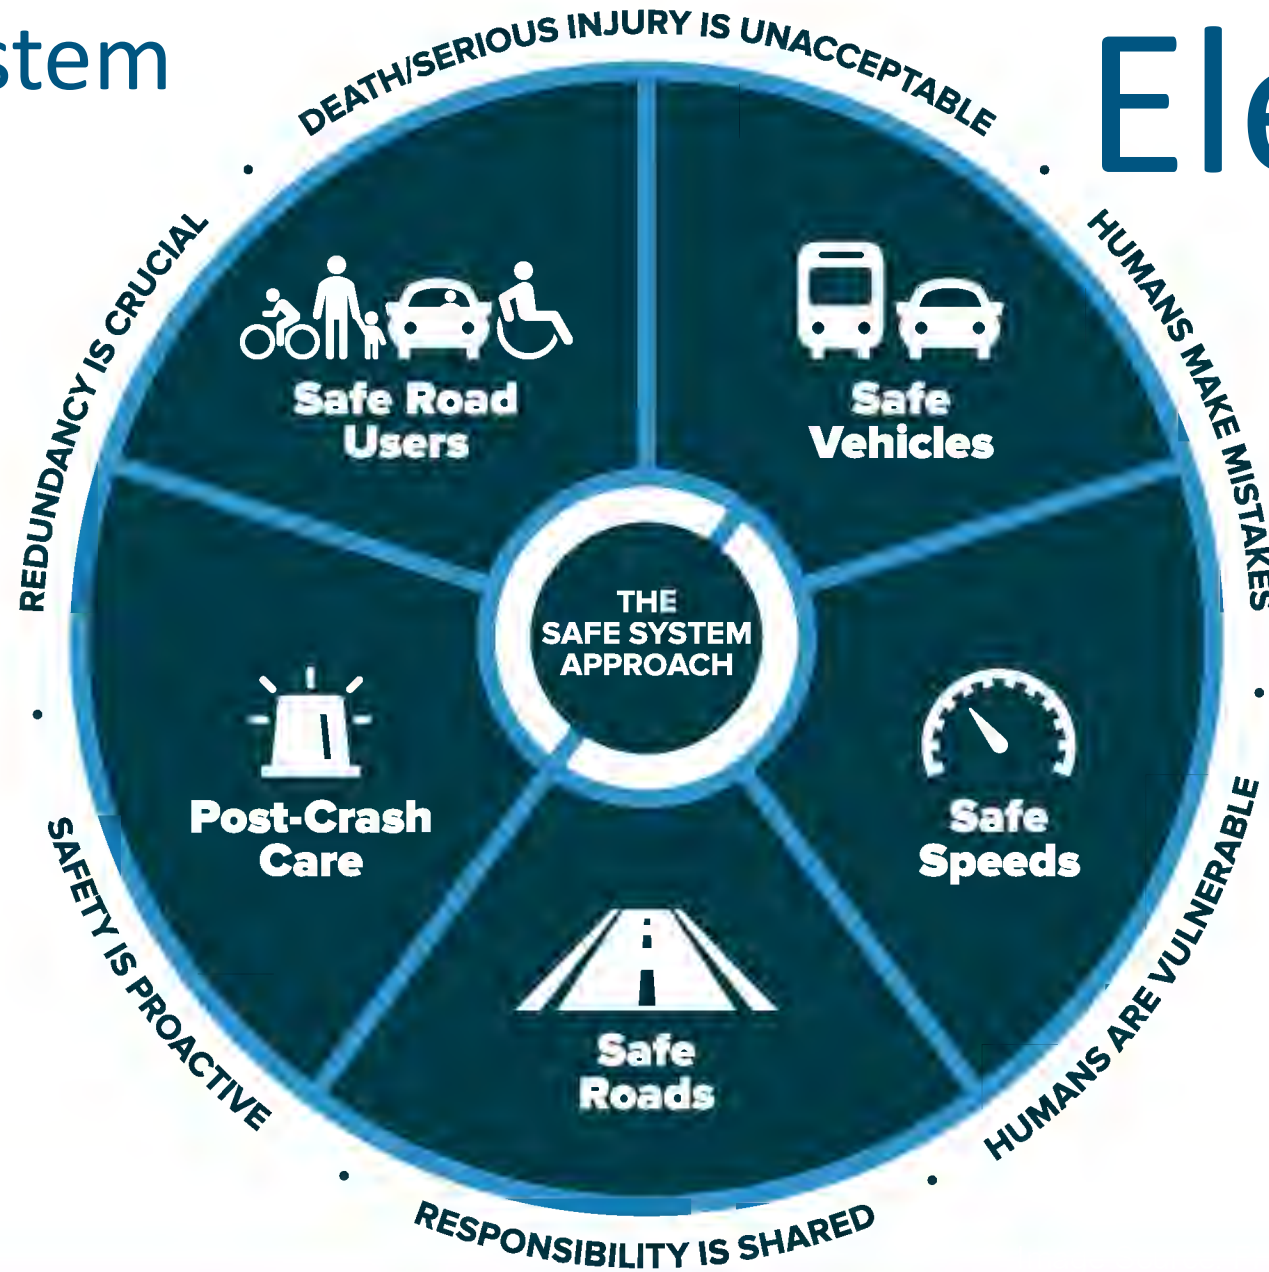 stem
Ele
DEATH/SERIOUS INJURY IS UNACCEPTABLE
HUMANS MAKE MISTAKES
HUMANS ARE VULNERABLE
RESPONSIBILITY IS SHARED
SAFETY IS PROACTIVE
REDUNDANCY IS CRUCIAL
Safe Road
Users
Safe
Vehicles
THE
SAFE SYSTEM
APPROACH
Post-Crash
Care
Safe
Speeds
Safe
Roads